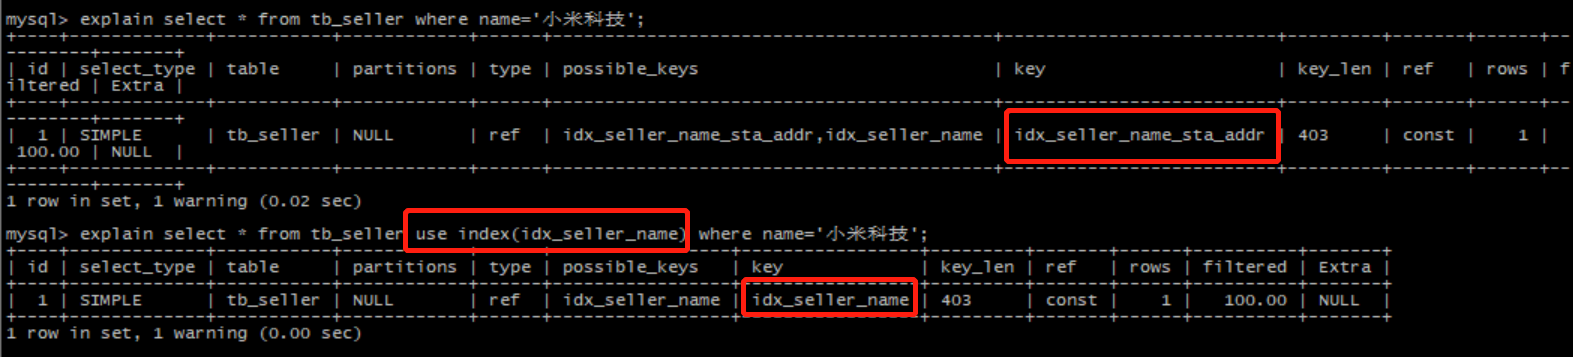 mysql> explain select * from tb_seller where name='小米科技';
+----+-------------+-----------+------------+------+------------------------------------------+--------------------------+---------+-------+------+--
--------+-------+
| id | select_type | table     | partitions | type | possible_keys                            | key                      | key_len | ref   | rows | f
iltered | Extra |
+----+-------------+-----------+------------+------+------------------------------------------+--------------------------+---------+-------+------+--
--------+-------+
|  1 | SIMPLE      | tb_seller | NULL       | ref  | idx_seller_name_sta_addr,idx_seller_name | idx_seller_name_sta_addr | 403     | const |    1 |
 100.00 | NULL  |
+----+-------------+-----------+------------+------+------------------------------------------+--------------------------+---------+-------+------+--
--------+-------+
1 row in set, 1 warning (0.02 sec)
mysql> explain select * from tb_seller use index(idx_seller_name) where name='小米科技';
+----+-------------+-----------+------------+------+-----------------+-----------------+---------+-------+------+----------+-------+
| id | select_type | table     | partitions | type | possible_keys   | key             | key_len | ref   | rows | filtered | Extra |
+----+-------------+-----------+------------+------+-----------------+-----------------+---------+-------+------+----------+-------+
|  1 | SIMPLE      | tb_seller | NULL       | ref  | idx_seller_name | idx_seller_name | 403     | const |    1 |   100.00 | NULL  |
+----+-------------+-----------+------------+------+-----------------+-----------------+---------+-------+------+----------+-------+
1 row in set, 1 warning (0.00 sec)